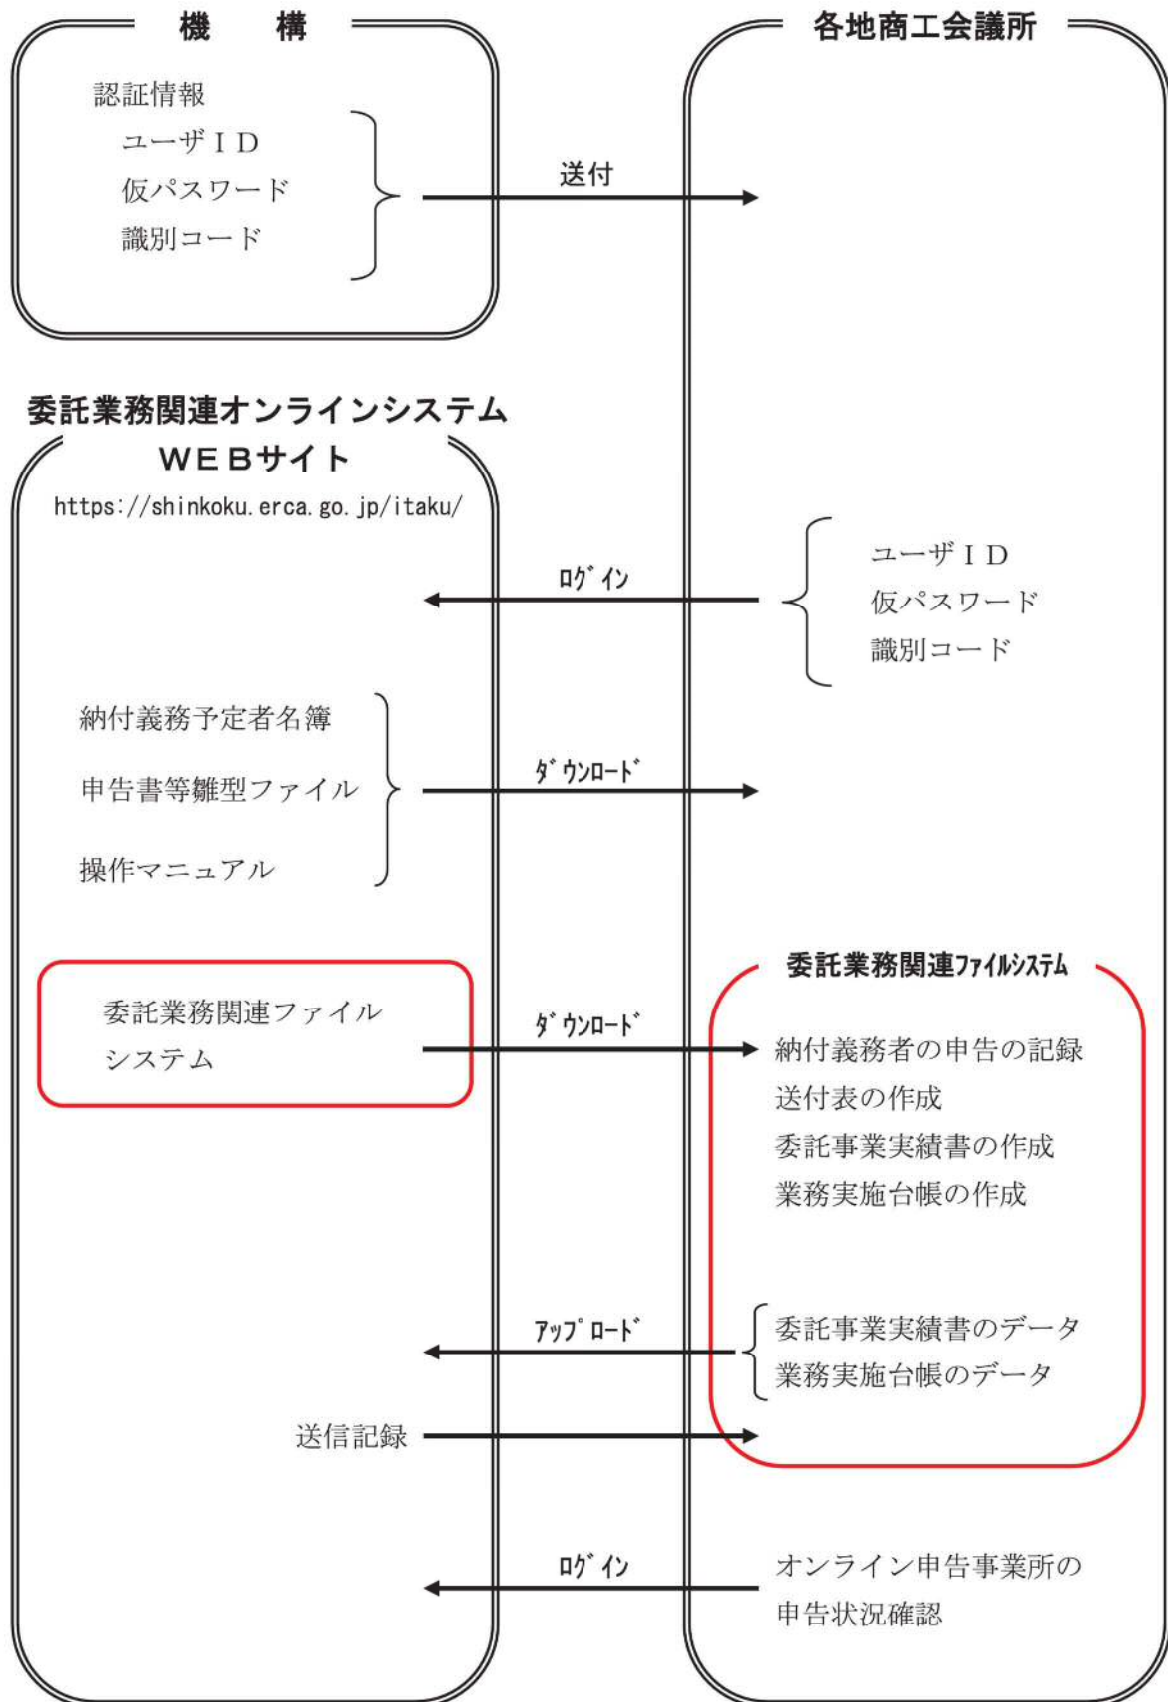 機　構
各地商工会議所
認証情報
ユーザＩＤ
仮パスワード
識別コード
送付
委託業務関連オンラインシステム
ＷＥＢサイト
https://shinkoku.erca.go.jp/itaku/
ﾛｸﾞｲﾝ
ユーザＩＤ
仮パスワード
識別コード
納付義務予定者名簿
申告書等雛型ファイル
操作マニュアル
ﾀﾞｳﾝﾛｰﾄﾞ
委託業務関連ファイル
システム
ﾀﾞｳﾝﾛｰﾄﾞ
委託業務関連ﾌｧｲﾙｼｽﾃﾑ
納付義務者の申告の記録
送付表の作成
委託事業実績書の作成
業務実施台帳の作成
ｱｯﾌﾟﾛｰﾄﾞ
委託事業実績書のデータ
業務実施台帳のデータ
送信記録
ﾛｸﾞｲﾝ
オンライン申告事業所の
申告状況確認